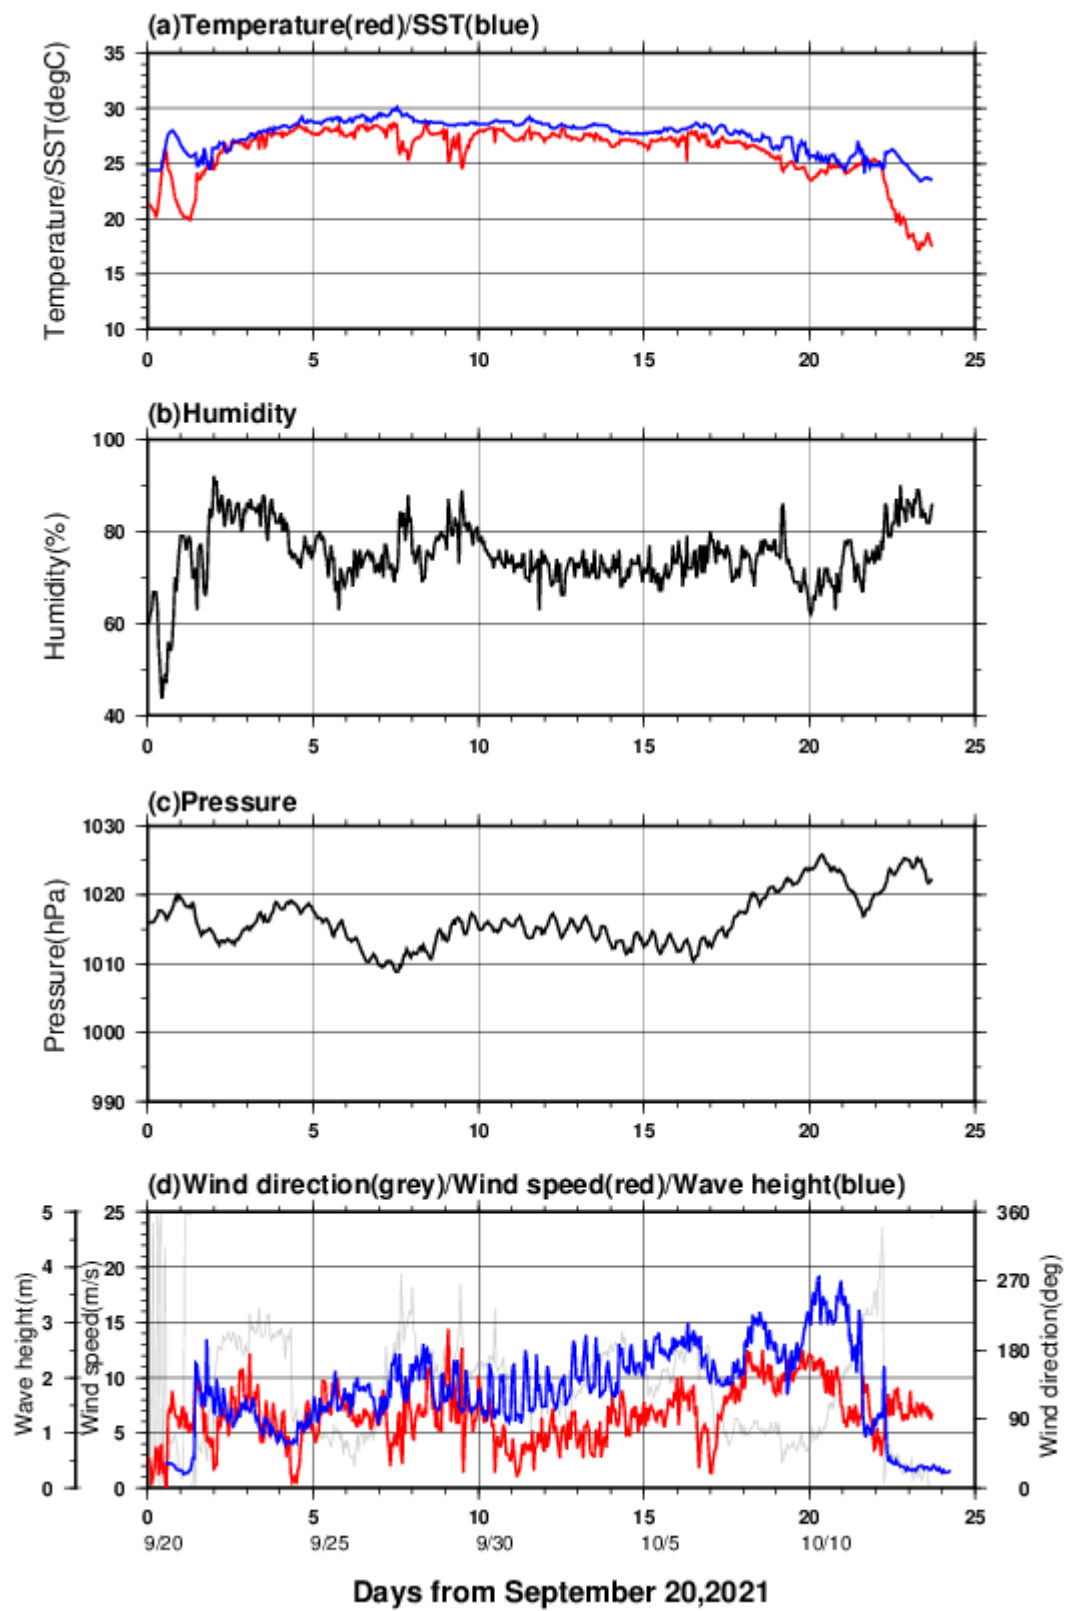 (a)Temperature(red)/SST(blue)
Temperature/SST(degC)
35
30
25
20
15
10
0 5 10 15 20 25
(b)Humidity
Humidity(%)
100
80
60
40
0 5 10 15 20 25
(c)Pressure
Pressure(hPa)
1030
1020
1010
1000
990
0 5 10 15 20 25
(d)Wind direction(grey)/Wind speed(red)/Wave height(blue)
Wave height(m)
5
4
3
2
1
0
Wind speed(m/s)
25
20
15
10
5
0
360
270
180
90
0
Wind direction(deg)
0 5 10 15 20 25
9/20 9/25 9/30 10/5 10/10
Days from September 20,2021